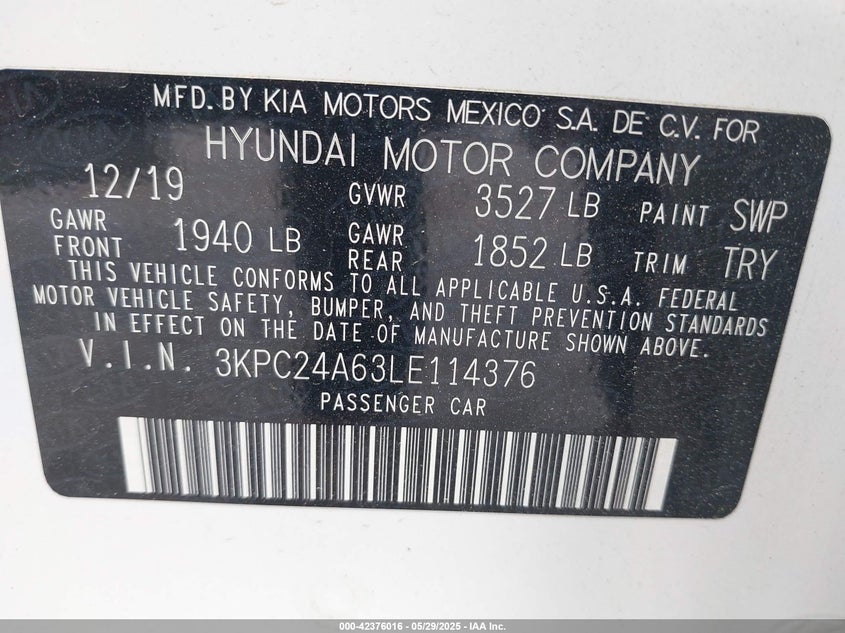 MFD. BY KIA MOTORS MEXICO S.A. DE C.V. FOR
HYUNDAI MOTOR COMPANY
12/19 GVWR 3527 LB PAINT SWP
GAWR FRONT 1940 LB GAWR REAR 1852 LB TRIM TRY
THIS VEHICLE CONFORMS TO ALL APPLICABLE U.S.A. FEDERAL
MOTOR VEHICLE SAFETY, BUMPER, AND THEFT PREVENTION STANDARDS
IN EFFECT ON THE DATE OF MANUFACTURE SHOWN ABOVE.
V.I.N. 3KPC24A63LE114376
PASSENGER CAR
000-42376016 - 05/29/2025 - IAA Inc.